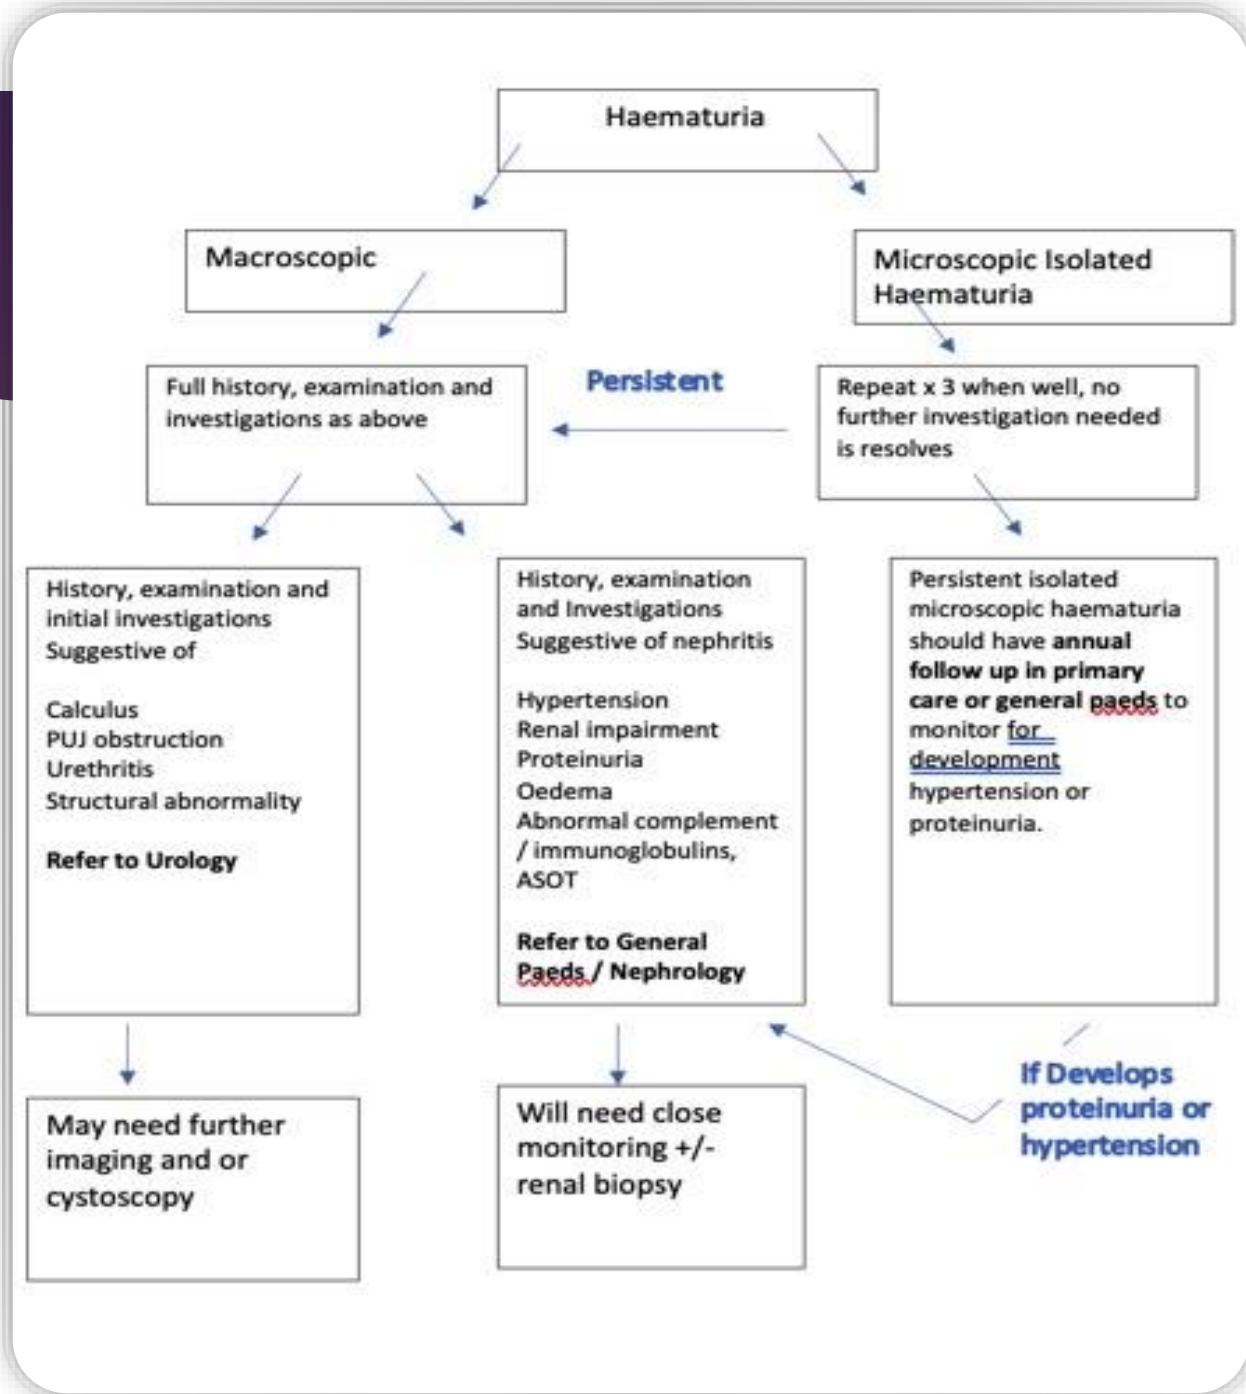 Haematuria
Macroscopic
Microscopic Isolated
Haematuria
Full history, examination and
investigations as above
Persistent
Repeat x 3 when well, no
further investigation needed
is resolves
History, examination and
initial investigations
Suggestive of
Calculus
PUJ obstruction
Urethritis
Structural abnormality
Refer to Urology
History, examination
and Investigations
Suggestive of nephritis
Hypertension
Renal impairment
Proteinuria
Oedema
Abnormal complement
/ immunoglobulins,
ASOT
Refer to General
Paeds / Nephrology
Persistent isolated
microscopic haematuria
should have annual
follow up in primary
care or general paeds to
monitor for
development
hypertension or
proteinuria.
If Develops
proteinuria or
hypertension
May need further
imaging and or
cystoscopy
Will need close
monitoring +/-
renal biopsy